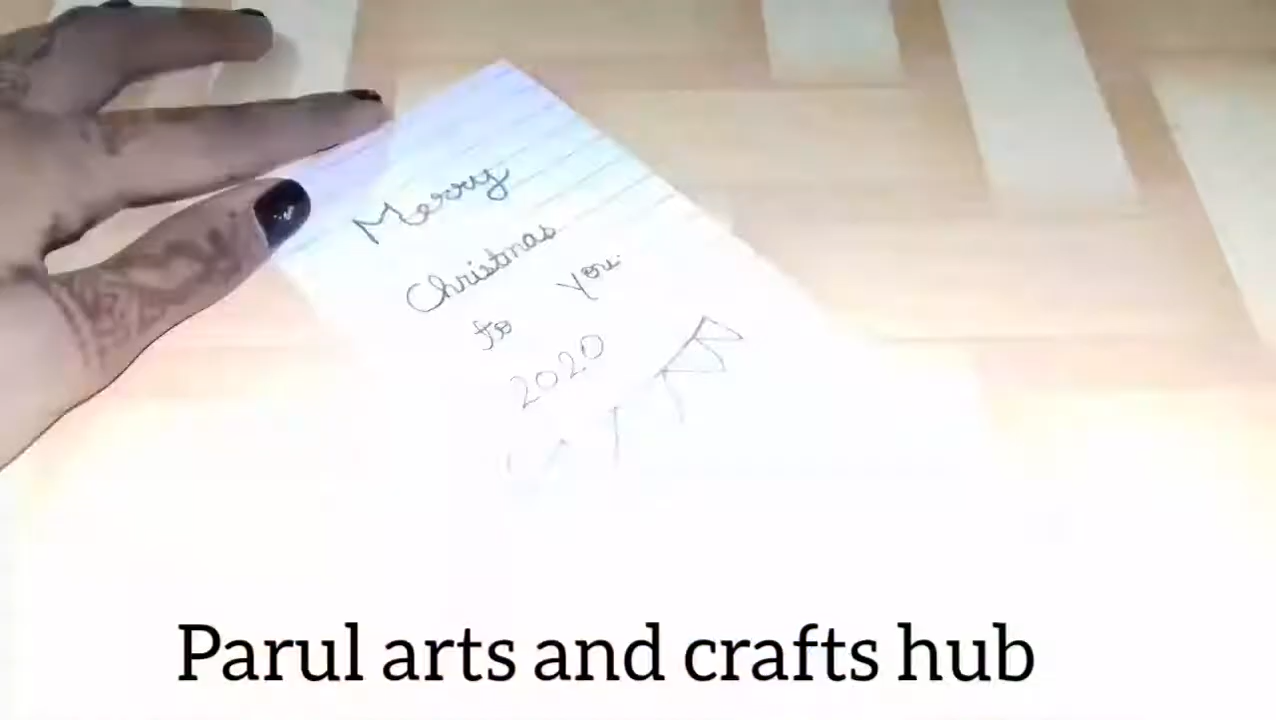 Merry
Christmas
to you.
2020
Parul arts and crafts hub